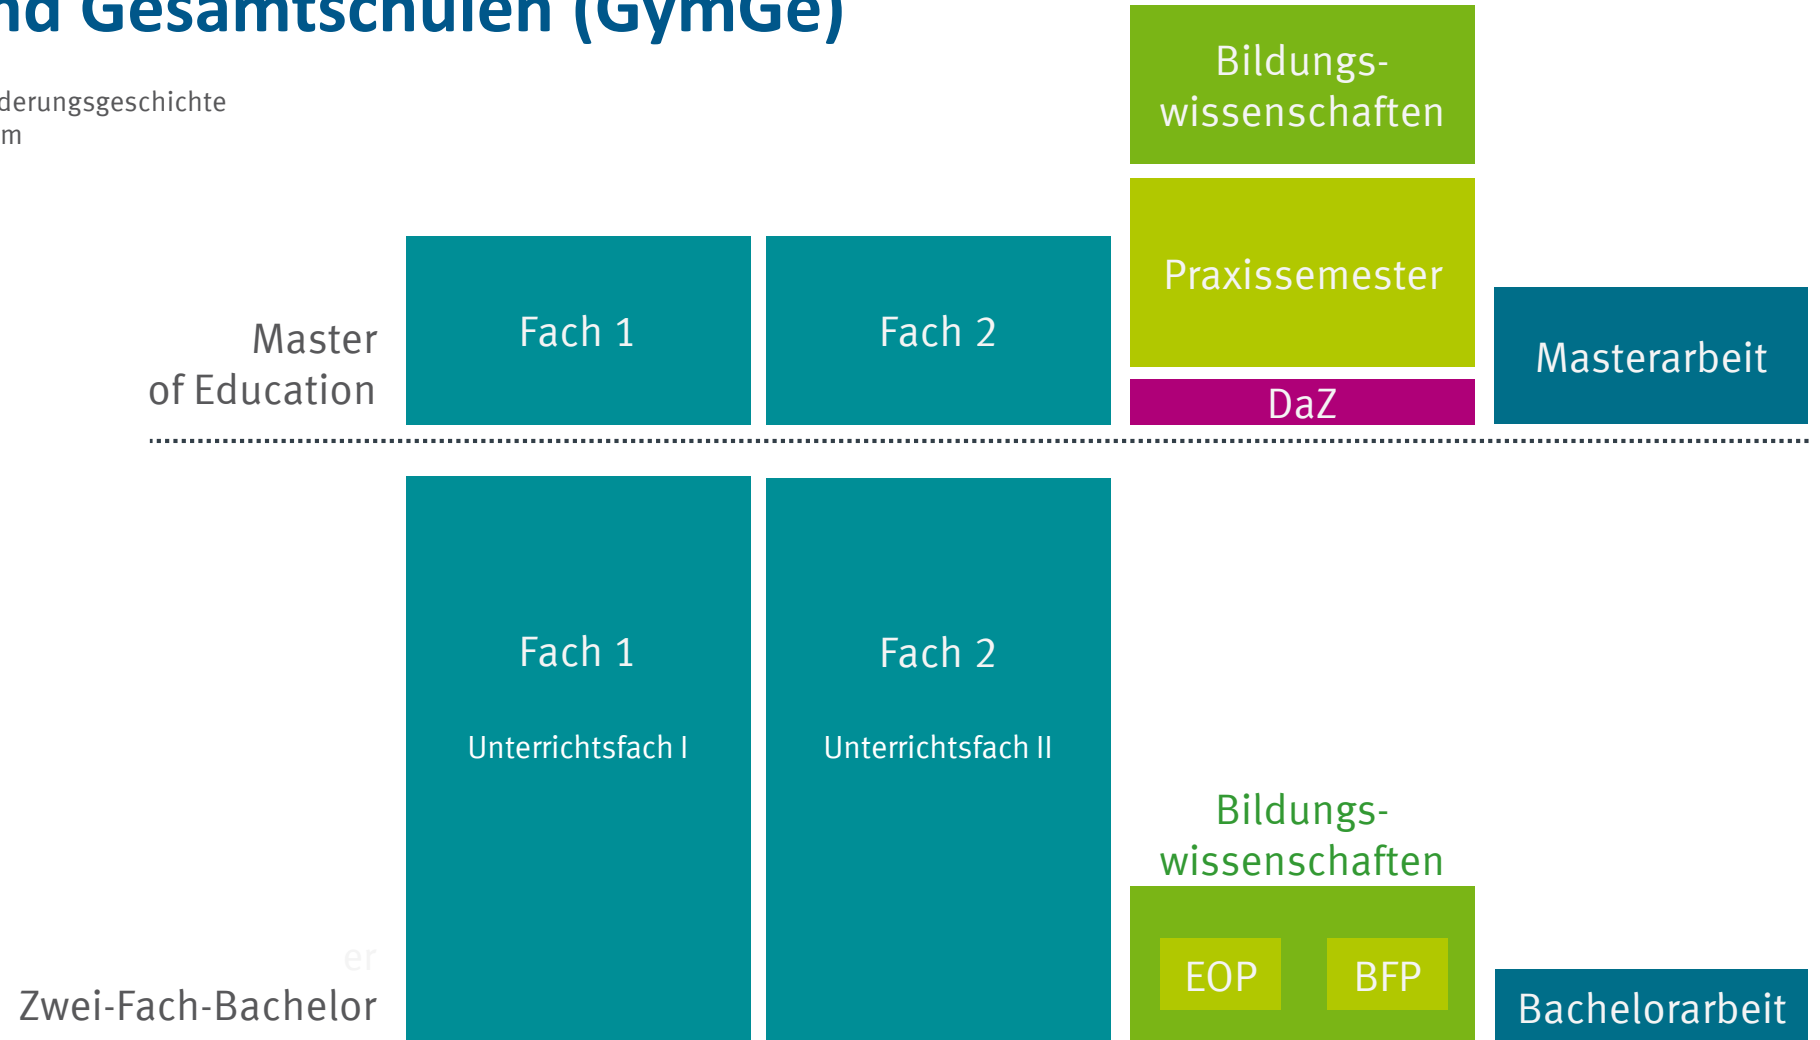 nd Gesamtschulen (GymGe)
derungsgeschichte
m
Bildungs-
wissenschaften
Praxissemester
DaZ
Master
of Education
Fach 1
Fach 2
Masterarbeit
Fach 1
Unterrichtsfach I
Fach 2
Unterrichtsfach II
Bildungs-
wissenschaften
EOP
BFP
er
Zwei-Fach-Bachelor
Bachelorarbeit